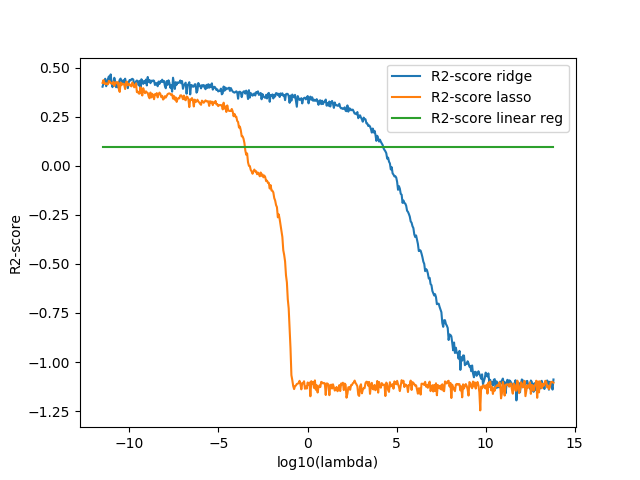 R2-score ridge
R2-score lasso
R2-score linear reg
0.50
0.25
0.00
−0.25
−0.50
−0.75
−1.00
−1.25
R2-score
−10
−5
0
5
10
15
log10(lambda)